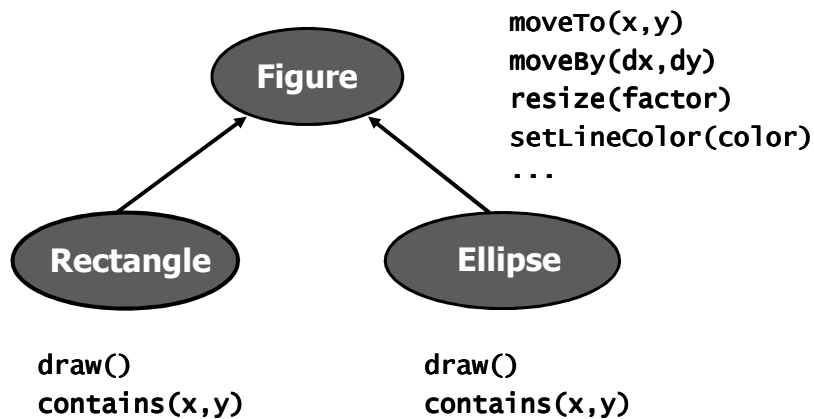 Figure
moveTo(x,y)
moveBy(dx,dy)
resize(factor)
setLineColor(color)
...
Rectangle
Ellipse
draw()
contains(x,y)
draw()
contains(x,y)